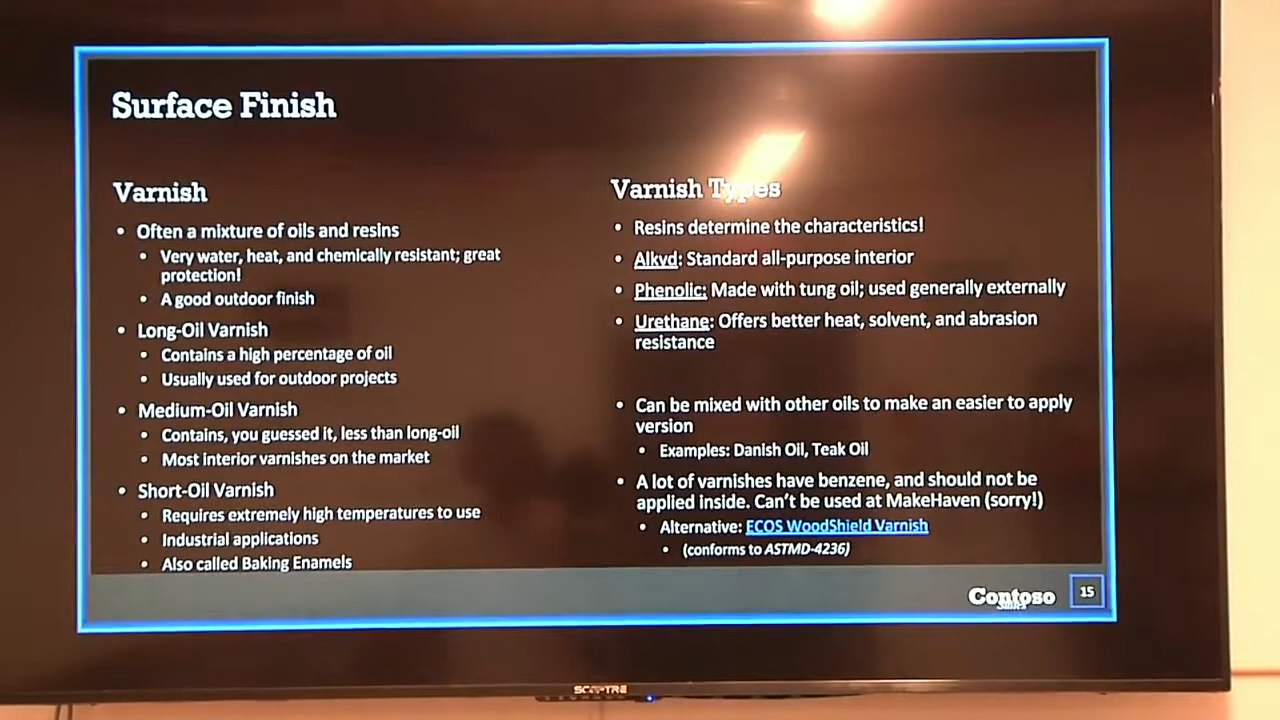 Surface Finish
Varnish
Often a mixture of oils and resins
Very water, heat, and chemically resistant; great
protection!
A good outdoor finish
Long-Oil Varnish
Contains a high percentage of oil
Usually used for outdoor projects
Medium-Oil Varnish
Contains, you guessed it, less than long-oil
Most interior varnishes on the market
Short-Oil Varnish
Requires extremely high temperatures to use
Industrial applications
Also called Baking Enamels
Varnish Types
Resins determine the characteristics!
Alkyd: Standard all-purpose interior
Phenolic: Made with tung oil; used generally externally
Urethane: Offers better heat, solvent, and abrasion
resistance
Can be mixed with other oils to make an easier to apply
version
Examples: Danish Oil, Teak Oil
A lot of varnishes have benzene, and should not be
applied inside. Can't be used at MakeHaven (sorry!)
Alternative: ECOS WoodShield Varnish
(conforms to ASTMD-4236)
Contoso
Suites
15
SCEPTRE